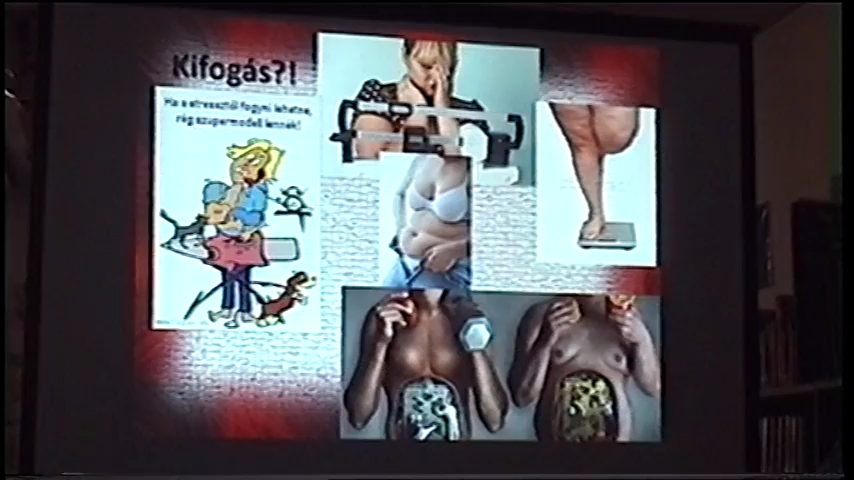 Kifogás?!
Ha a stressztől fogyni lehetne,
rég szupermodell lennék!